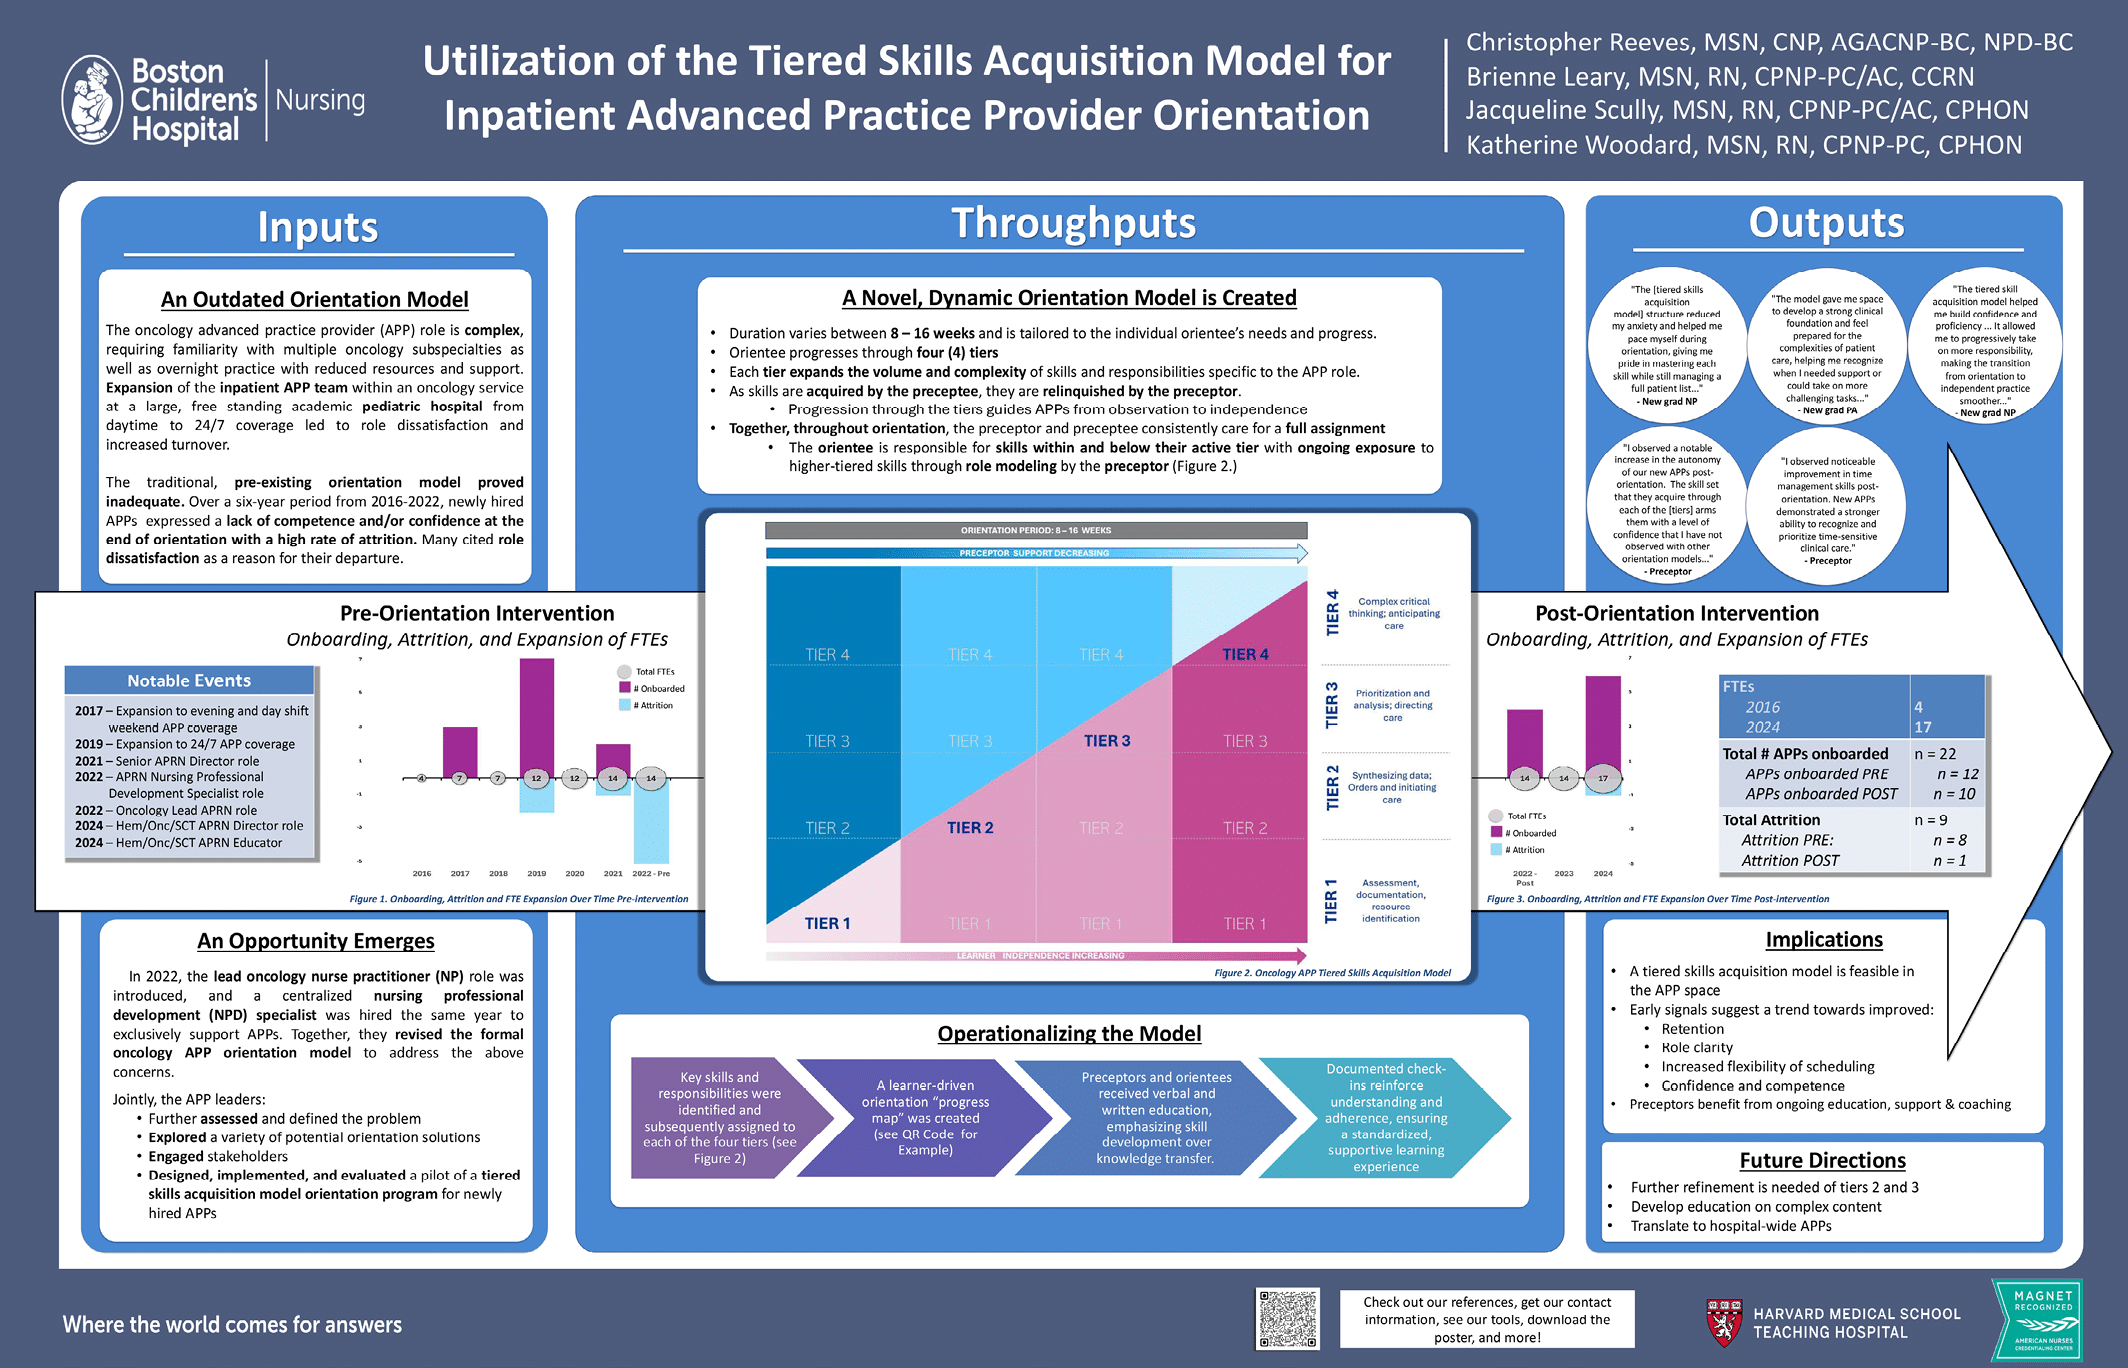 Boston
Children's
Hospital
Nursing
Utilization of the Tiered Skills Acquisition Model for
Inpatient Advanced Practice Provider Orientation
Christopher Reeves, MSN, CNP, AGACNP-BC, NPD-BC
Brienne Leary, MSN, RN, CPNP-PC/AC, CCRN
Jacqueline Scully, MSN, RN, CPNP-PC/AC, CPHON
Katherine Woodard, MSN, RN, CPNP-PC, CPHON
Inputs
An Outdated Orientation Model
The oncology advanced practice provider (APP) role is complex,
requiring familiarity with multiple oncology subspecialties as
well as overnight practice with reduced resources and support.
Expansion of the inpatient APP team within an oncology service
at a large, free standing academic pediatric hospital from
daytime to 24/7 coverage led to role dissatisfaction and
increased turnover.
The traditional, pre-existing orientation model proved
inadequate. Over a six-year period from 2016-2022, newly hired
APPs expressed a lack of competence and/or confidence at the
end of orientation with a high rate of attrition. Many cited role
dissatisfaction as a reason for their departure.
Pre-Orientation Intervention
Onboarding, Attrition, and Expansion of FTEs
Notable Events
2017 – Expansion to evening and day shift
weekend APP coverage
2019 – Expansion to 24/7 APP coverage
2021 – Senior APRN Director role
2022 – APRN Nursing Professional
Development Specialist role
2022 – Oncology Lead APRN role
2024 – Hem/Onc/SCT APRN Director role
2024 – Hem/Onc/SCT APRN Educator
7
5
3
1
-1
-3
-5
Total FTEs
# Onboarded
# Attrition
4 7 7 12 12 14 14
2016 2017 2018 2019 2020 2021 2022 - Pre
Figure 1. Onboarding, Attrition and FTE Expansion Over Time Pre-Intervention
An Opportunity Emerges
In 2022, the lead oncology nurse practitioner (NP) role was
introduced, and a centralized nursing professional
development (NPD) specialist was hired the same year to
exclusively support APPs. Together, they revised the formal
oncology APP orientation model to address the above
concerns.
Jointly, the APP leaders:
• Further assessed and defined the problem
• Explored a variety of potential orientation solutions
• Engaged stakeholders
• Designed, implemented, and evaluated a pilot of a tiered
skills acquisition model orientation program for newly
hired APPs
Throughputs
A Novel, Dynamic Orientation Model is Created
• Duration varies between 8 – 16 weeks and is tailored to the individual orientee's needs and progress.
• Orientee progresses through four (4) tiers
• Each tier expands the volume and complexity of skills and responsibilities specific to the APP role.
• As skills are acquired by the preceptee, they are relinquished by the preceptor.
• Progression through the tiers guides APPs from observation to independence
• Together, throughout orientation, the preceptor and preceptee consistently care for a full assignment
• The orientee is responsible for skills within and below their active tier with ongoing exposure to
higher-tiered skills through role modeling by the preceptor (Figure 2.)
ORIENTATION PERIOD: 8 – 16 WEEKS
PRECEPTOR SUPPORT DECREASING
TIER 4 TIER 4 TIER 4 TIER 4
TIER 3 TIER 3 TIER 3 TIER 3
TIER 2 TIER 2 TIER 2 TIER 2
TIER 1 TIER 1 TIER 1 TIER 1
LEARNER INDEPENDENCE INCREASING
TIER 4
Complex critical
thinking; anticipating
care
TIER 3
Prioritization and
analysis; directing
care
TIER 2
Synthesizing data;
Orders and initiating
care
TIER 1
Assessment,
documentation,
resource
identification
Figure 2. Oncology APP Tiered Skills Acquisition Model
Operationalizing the Model
Key skills and
responsibilities were
identified and
subsequently assigned to
each of the four tiers (see
Figure 2)
A learner-driven
orientation "progress
map" was created
(see QR Code for
Example)
Preceptors and orientees
received verbal and
written education,
emphasizing skill
development over
knowledge transfer.
Documented check-
ins reinforce
understanding and
adherence, ensuring
a standardized,
supportive learning
experience
Outputs
"The [tiered skills
acquisition
model] structure reduced
my anxiety and helped me
pace myself during
orientation, giving me
pride in mastering each
skill while still managing a
full patient list..."
- New grad NP
"The model gave me space
to develop a strong clinical
foundation and feel
prepared for the
complexities of patient
care, helping me recognize
when I needed support or
could take on more
challenging tasks..."
- New grad PA
"The tiered skill
acquisition model helped
me build confidence and
proficiency ... It allowed
me to progressively take
on more responsibility,
making the transition
from orientation to
independent practice
smoother..."
- New grad NP
"I observed a notable
increase in the autonomy
of our new APPs post-
orientation. The skill set
that they acquire through
each of the [tiers] arms
them with a level of
confidence that I have not
observed with other
orientation models..."
- Preceptor
"I observed noticeable
improvement in time
management skills post-
orientation. New APPs
demonstrated a stronger
ability to recognize and
prioritize time-sensitive
clinical care."
- Preceptor
Post-Orientation Intervention
Onboarding, Attrition, and Expansion of FTEs
7
5
3
1
-1
-3
-5
14 14 17
Total FTEs
# Onboarded
# Attrition
2022 - 2023 2024
Post
Figure 3. Onboarding, Attrition and FTE Expansion Over Time Post-Intervention
FTEs
2016 4
2024 17
Total # APPs onboarded n = 22
APPs onboarded PRE n = 12
APPs onboarded POST n = 10
Total Attrition n = 9
Attrition PRE: n = 8
Attrition POST n = 1
Implications
• A tiered skills acquisition model is feasible in
the APP space
• Early signals suggest a trend towards improved:
• Retention
• Role clarity
• Increased flexibility of scheduling
• Confidence and competence
• Preceptors benefit from ongoing education, support & coaching
Future Directions
• Further refinement is needed of tiers 2 and 3
• Develop education on complex content
• Translate to hospital-wide APPs
Where the world comes for answers
Check out our references, get our contact
information, see our tools, download the
poster, and more!
HARVARD MEDICAL SCHOOL
TEACHING HOSPITAL
MAGNET
RECOGNIZED
AMERICAN NURSES
CREDENTIALING CENTER